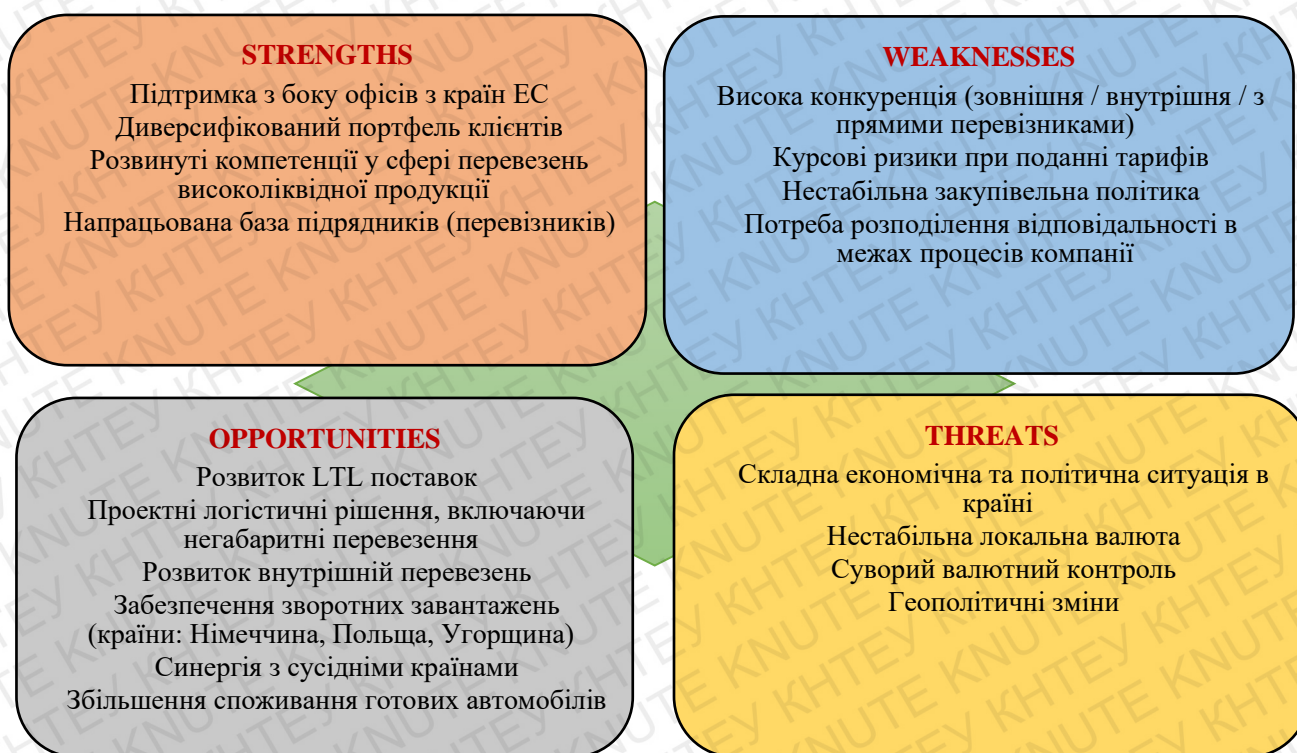 STRENGTHS
Підтримка з боку офісів з країн ЕС
Диверсифікований портфель клієнтів
Розвинуті компетенції у сфері перевезень
високоліквідної продукції
Напрацьована база підрядників (перевізників)
WEAKNESSES
Висока конкуренція (зовнішня / внутрішня / з
прямими перевізниками)
Курсові ризики при поданні тарифів
Нестабільна закупівельна політика
Потреба розподілення відповідальності в
межах процесів компанії
OPPORTUNITIES
Розвиток LTL поставок
Проектні логістичні рішення, включаючи
негабаритні перевезення
Розвиток внутрішній перевезень
Забезпечення зворотних завантажень
(країни: Німеччина, Польща, Угорщина)
Синергія з сусідніми країнами
Збільшення споживання готових автомобілів
THREATS
Складна економічна та політична ситуація в
країні
Нестабільна локальна валюта
Суворий валютний контроль
Геополітичні зміни